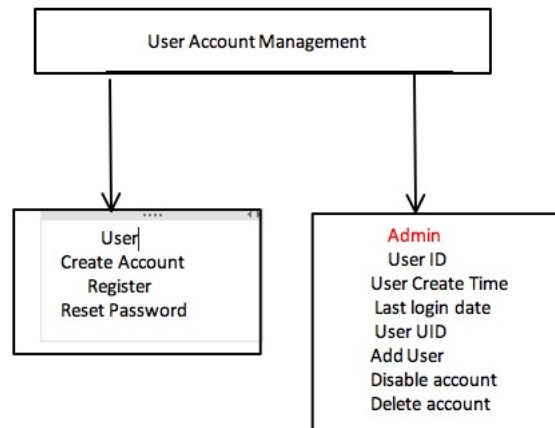 User Account Management
User
Create Account
Register
Reset Password
Admin
User ID
User Create Time
Last login date
User UID
Add User
Disable account
Delete account